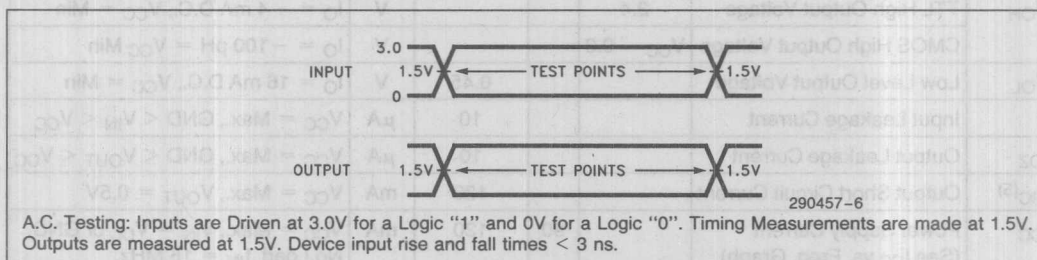 3.0
INPUT 1.5V TEST POINTS 1.5V
0
OUTPUT 1.5V TEST POINTS 1.5V
290457-6
A.C. Testing: Inputs are Driven at 3.0V for a Logic "1" and 0V for a Logic "0". Timing Measurements are made at 1.5V.
Outputs are measured at 1.5V. Device input rise and fall times < 3 ns.